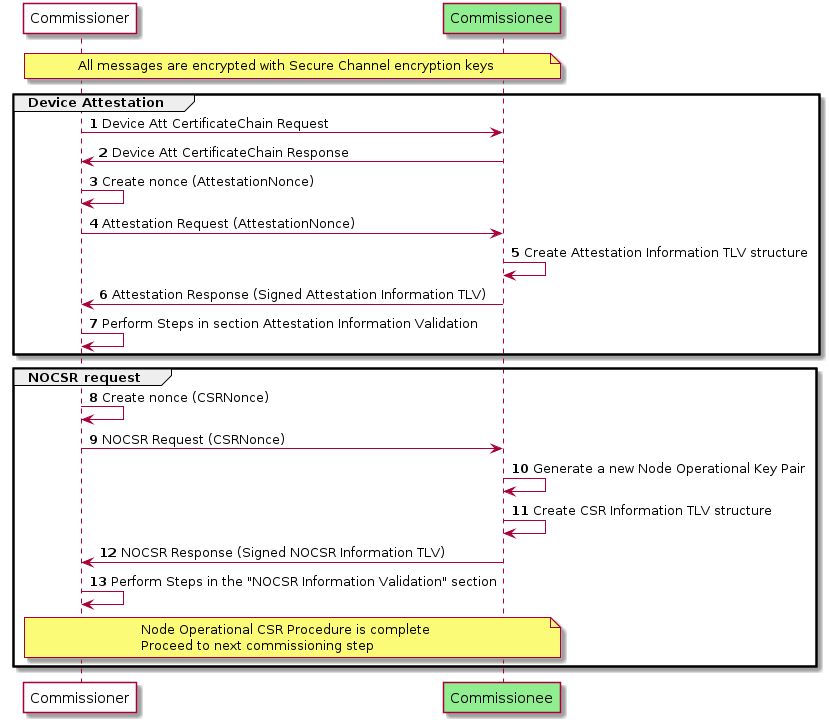 Commissioner
Commissionee
All messages are encrypted with Secure Channel encryption keys
Device Attestation
1 Device Att CertificateChain Request
2 Device Att CertificateChain Response
3 Create nonce (AttestationNonce)
4 Attestation Request (AttestationNonce)
5 Create Attestation Information TLV structure
6 Attestation Response (Signed Attestation Information TLV)
7 Perform Steps in section Attestation Information Validation
NOCSR request
8 Create nonce (CSRNonce)
9 NOCSR Request (CSRNonce)
10 Generate a new Node Operational Key Pair
11 Create CSR Information TLV structure
12 NOCSR Response (Signed NOCSR Information TLV)
13 Perform Steps in the "NOCSR Information Validation" section
Node Operational CSR Procedure is complete
Proceed to next commissioning step
Commissioner
Commissionee